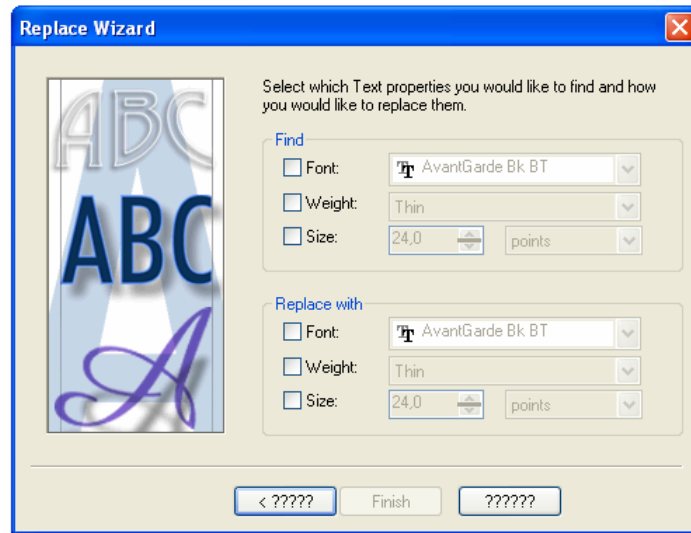 Replace Wizard
ABC
ABC
A
Select which Text properties you would like to find and how
you would like to replace them.
Find
Font: AvantGarde Bk BT
Weight: Thin
Size: 24,0 points
Replace with
Font: AvantGarde Bk BT
Weight: Thin
Size: 24,0 points
< ????? Finish ??????